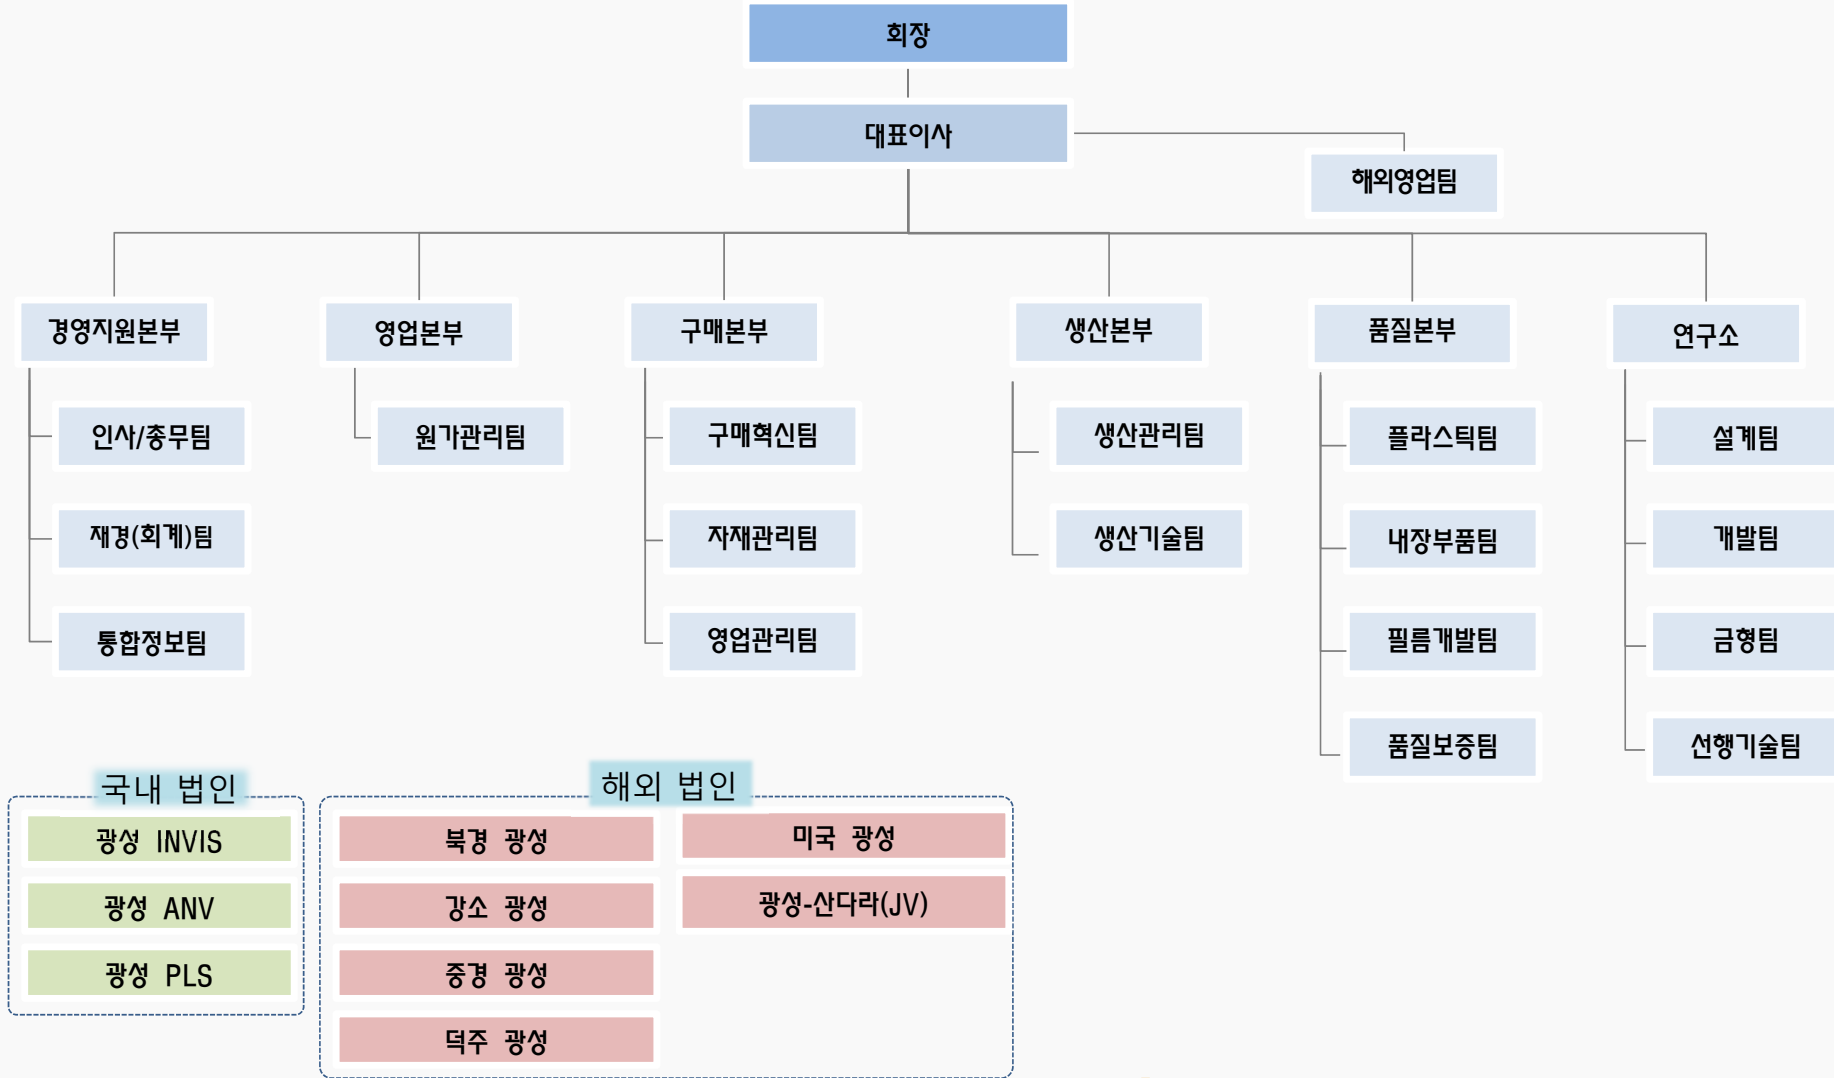 회장
대표이사
해외영업팀
경영지원본부
영업본부
구매본부
생산본부
품질본부
연구소
인사/총무팀
원가관리팀
구매혁신팀
생산관리팀
플라스틱팀
설계팀
재경(회계)팀
자재관리팀
생산기술팀
내장부품팀
개발팀
통합정보팀
영업관리팀
필름개발팀
금형팀
품질보증팀
선행기술팀
국내 법인
광성 INVIS
광성 ANV
광성 PLS
해외 법인
북경 광성
미국 광성
강소 광성
광성-산다라(JV)
중경 광성
덕주 광성